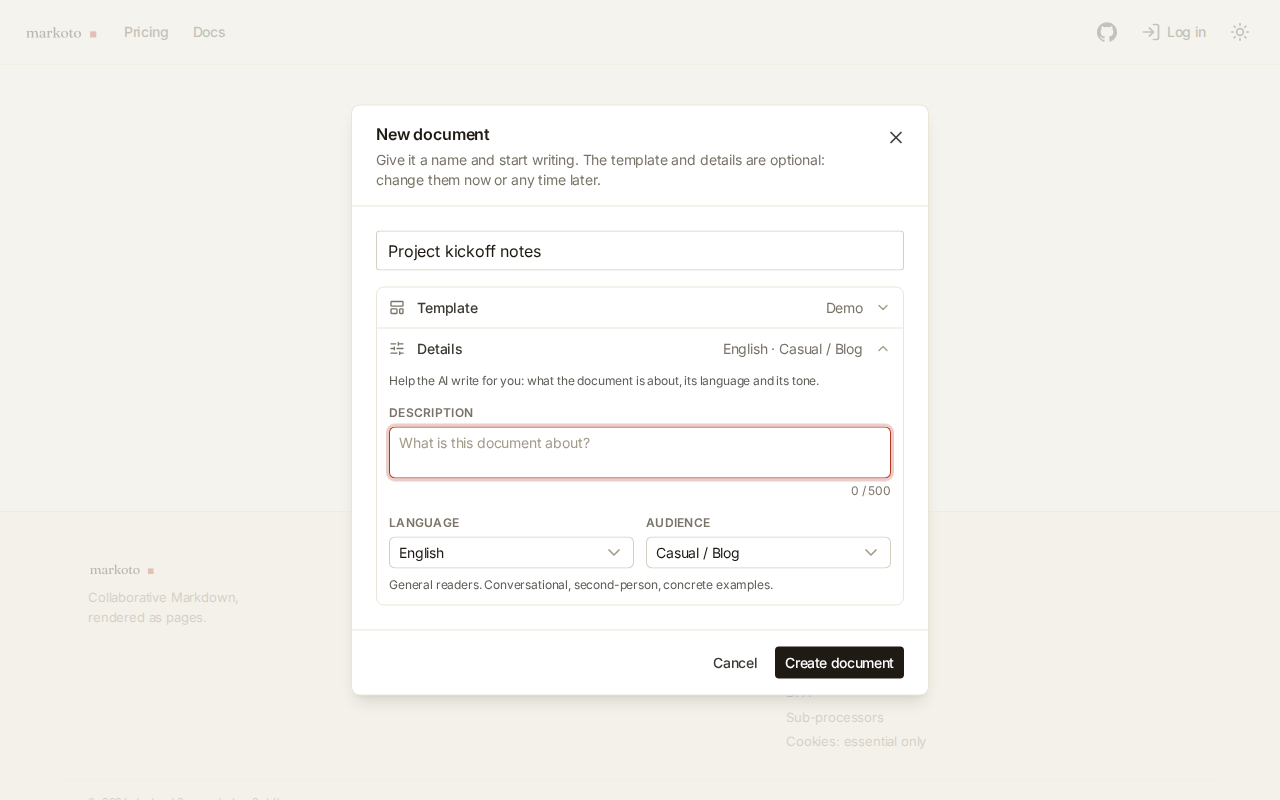 markoto
Pricing
Docs
Log in
New document
Give it a name and start writing. The template and details are optional:
change them now or any time later.
Project kickoff notes
Template
Demo
Details
English · Casual / Blog
Help the AI write for you: what the document is about, its language and its tone.
DESCRIPTION
What is this document about?
0 / 500
LANGUAGE
AUDIENCE
English
Casual / Blog
General readers. Conversational, second-person, concrete examples.
Cancel
Create document
markoto
Collaborative Markdown,
rendered as pages.
Sub-processors
Cookies: essential only